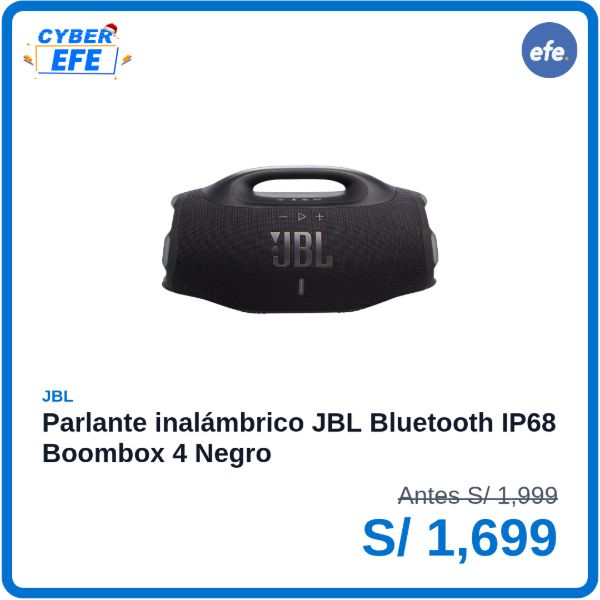 CYBER
EFE
efe.
JBL
JBL
Parlante inalámbrico JBL Bluetooth IP68
Boombox 4 Negro
Antes S/ 1,999
S/ 1,699